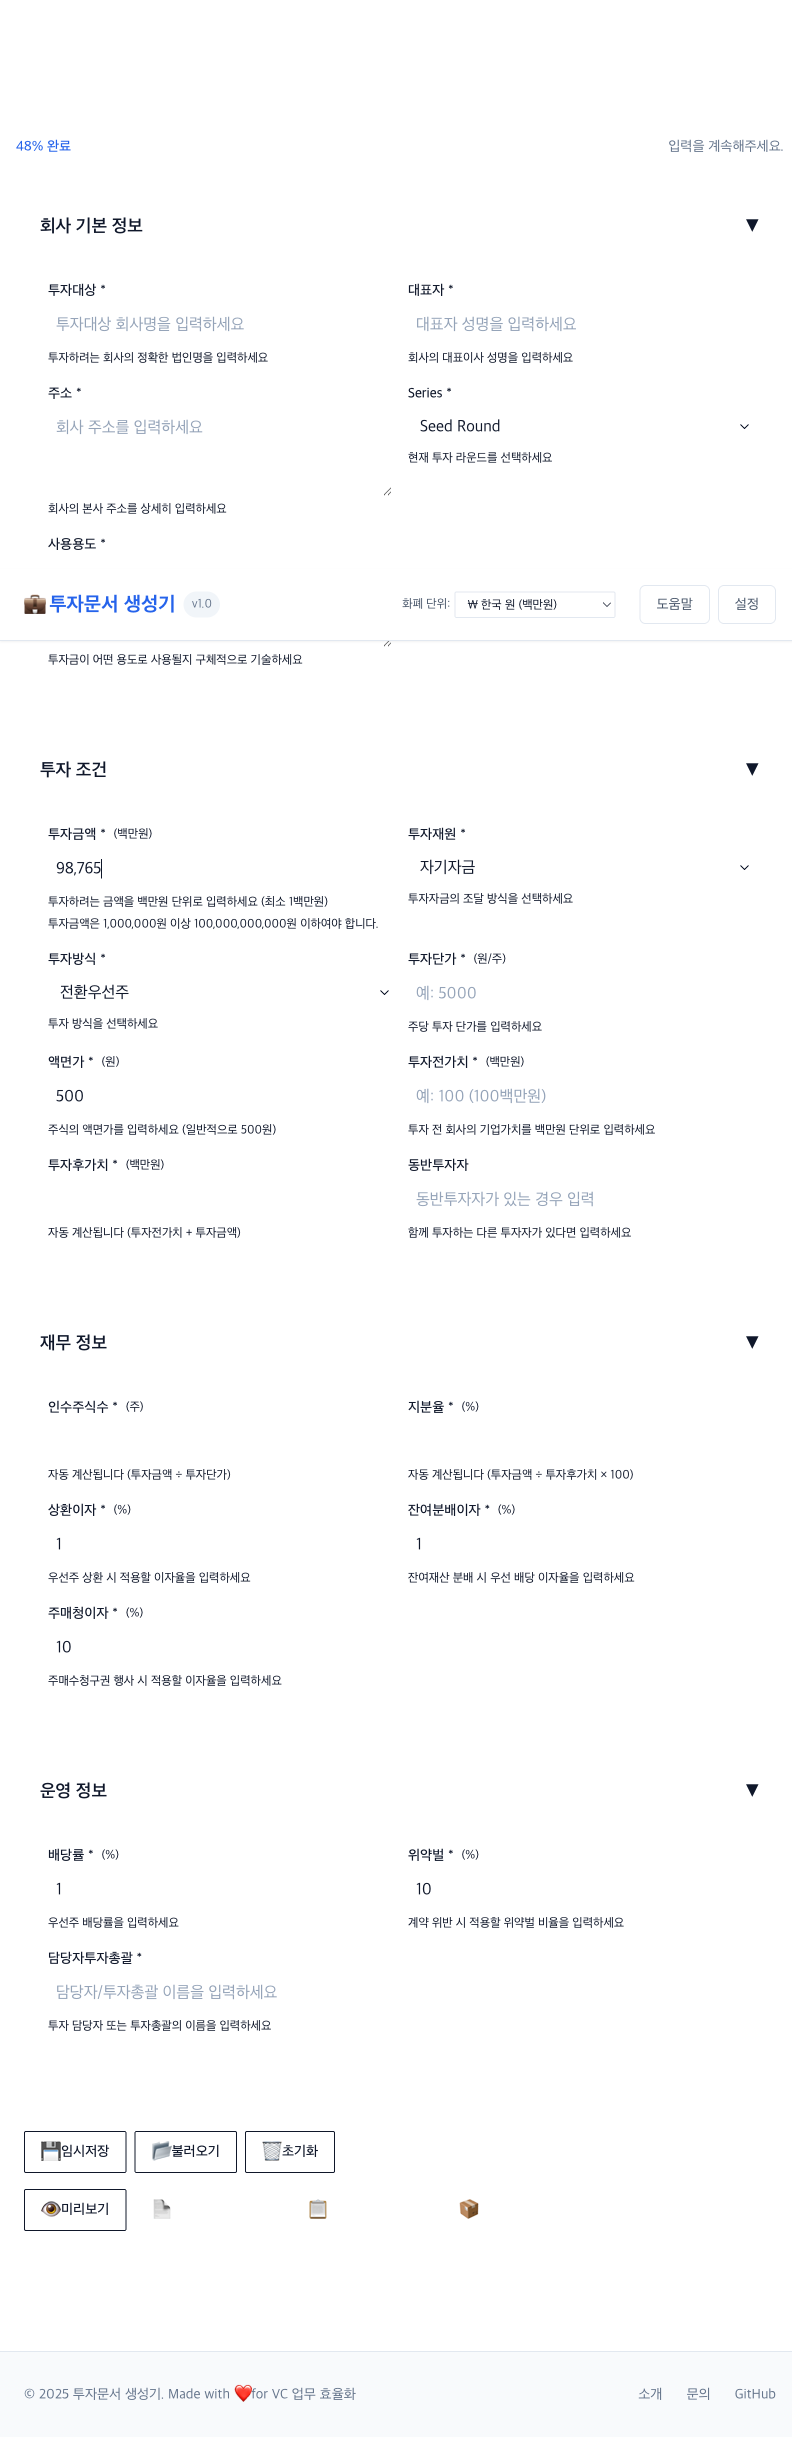 48% 완료
입력을 계속해주세요.
회사 기본 정보
▼
투자대상 *
대표자 *
투자대상 회사명을 입력하세요
대표자 성명을 입력하세요
투자하려는 회사의 정확한 법인명을 입력하세요
회사의 대표이사 성명을 입력하세요
주소 *
Series *
회사 주소를 입력하세요
Seed Round
현재 투자 라운드를 선택하세요
회사의 본사 주소를 상세히 입력하세요
사용용도 *
투자문서 생성기
v1.0
화폐 단위:
₩ 한국 원 (백만원)
도움말
설정
투자금이 어떤 용도로 사용될지 구체적으로 기술하세요
투자 조건
▼
투자금액 * (백만원)
투자재원 *
98,765
자기자금
투자하려는 금액을 백만원 단위로 입력하세요 (최소 1백만원)
투자자금의 조달 방식을 선택하세요
투자금액은 1,000,000원 이상 100,000,000,000원 이하여야 합니다.
투자방식 *
투자단가 * (원/주)
전환우선주
예: 5000
투자 방식을 선택하세요
주당 투자 단가를 입력하세요
액면가 * (원)
투자전가치 * (백만원)
500
예: 100 (100백만원)
주식의 액면가를 입력하세요 (일반적으로 500원)
투자 전 회사의 기업가치를 백만원 단위로 입력하세요
투자후가치 * (백만원)
동반투자자
동반투자자가 있는 경우 입력
자동 계산됩니다 (투자전가치 + 투자금액)
함께 투자하는 다른 투자자가 있다면 입력하세요
재무 정보
▼
인수주식수 * (주)
지분율 * (%)
자동 계산됩니다 (투자금액 ÷ 투자단가)
자동 계산됩니다 (투자금액 ÷ 투자후가치 × 100)
상환이자 * (%)
잔여분배이자 * (%)
1
1
우선주 상환 시 적용할 이자율을 입력하세요
잔여재산 분배 시 우선 배당 이자율을 입력하세요
주매청이자 * (%)
10
주매수청구권 행사 시 적용할 이자율을 입력하세요
운영 정보
▼
배당률 * (%)
위약벌 * (%)
1
10
우선주 배당률을 입력하세요
계약 위반 시 적용할 위약벌 비율을 입력하세요
담당자투자총괄 *
담당자/투자총괄 이름을 입력하세요
투자 담당자 또는 투자총괄의 이름을 입력하세요
임시저장
불러오기
초기화
미리보기
© 2025 투자문서 생성기. Made with ❤️for VC 업무 효율화
소개
문의
GitHub